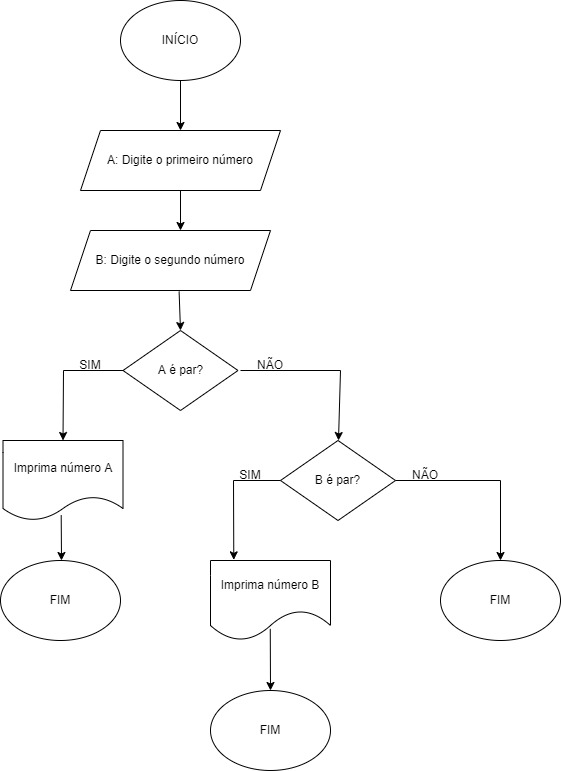 INÍCIO
A: Digite o primeiro número
B: Digite o segundo número
A é par?
SIM
NÃO
Imprima número A
B é par?
SIM
NÃO
FIM
Imprima número B
FIM
FIM